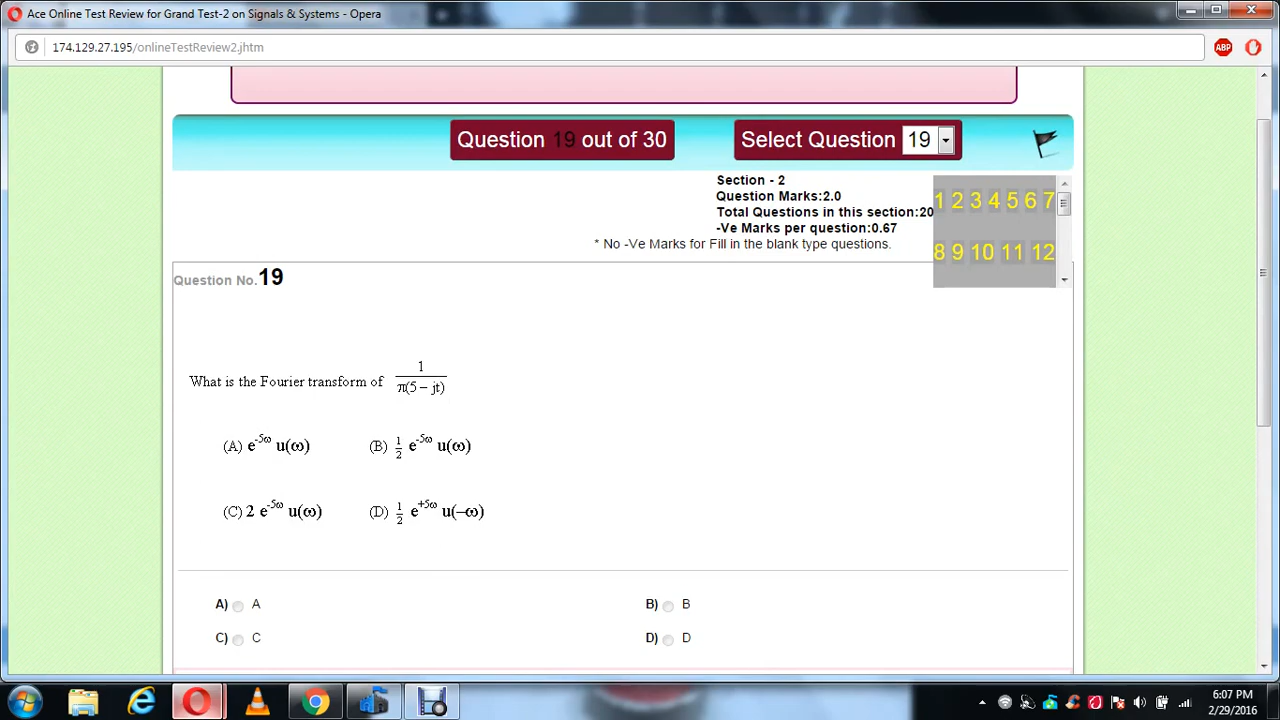 Ace Online Test Review for Grand Test-2 on Signals & Systems - Opera
174.129.27.195/onlineTestReview2.jhtm
ABP
Question 19 out of 30
Select Question 19
Section - 2
Question Marks:2.0
Total Questions in this section:20
-Ve Marks per question:0.67
* No -Ve Marks for Fill in the blank type questions.
1 2 3 4 5 6 7
8 9 10 11 12
Question No.19
What is the Fourier transform of 1/π(5 – jt)
(A) e^-5ω u(ω) (B) 1/2 e^-5ω u(ω)
(C) 2 e^-5ω u(ω) (D) 1/2 e^+5ω u(–ω)
A) A B) B
C) C D) D
6:07 PM
2/29/2016